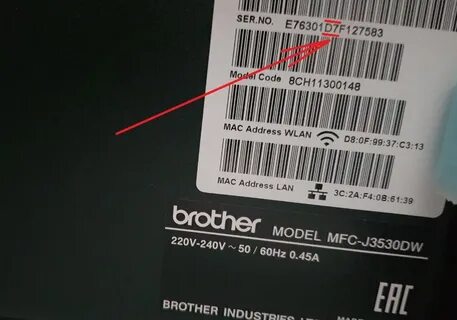 SER.NO. E76301D7F127583
Model Code 8CH11300148
MAC Address WLAN D8:0F:99:37:C3:13
MAC Address LAN 3C:2A:F4:0B:61:39
brother MODEL MFC-J3530DW
220V-240V ~ 50 / 60Hz 0.45A
EAC
BROTHER INDUSTRIES